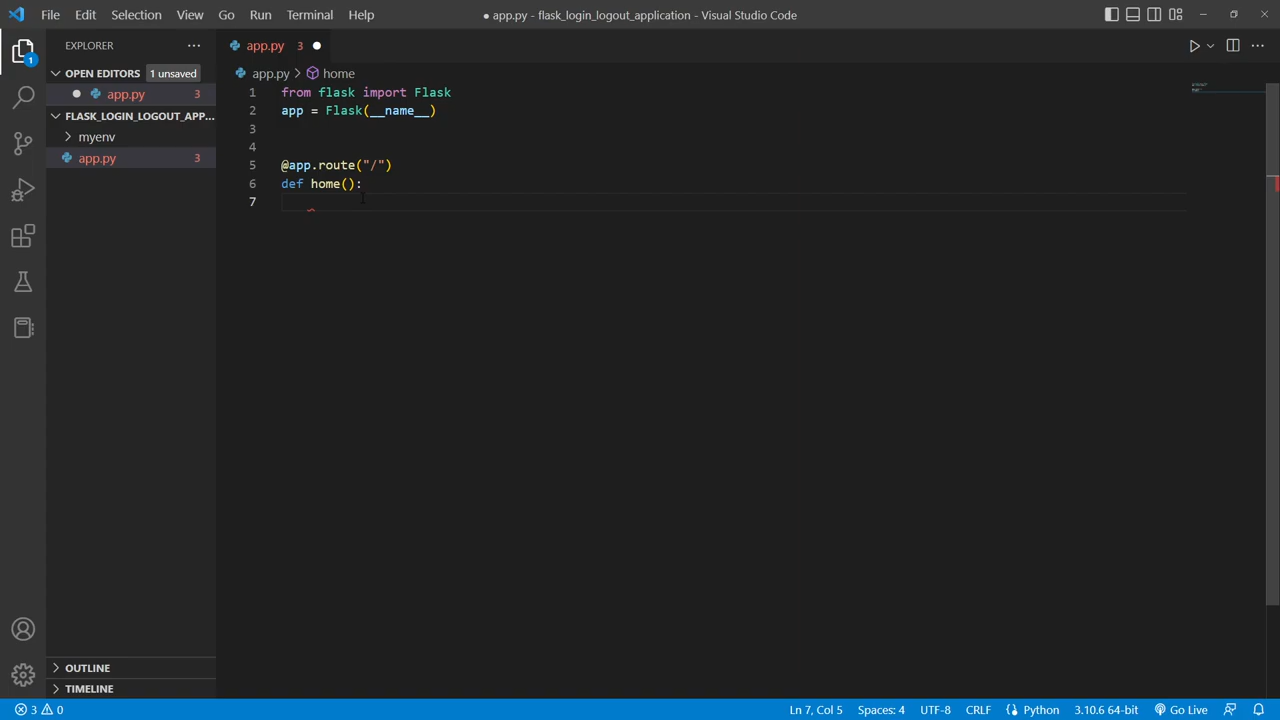 File Edit Selection View Go Run Terminal Help
● app.py - flask_login_logout_application - Visual Studio Code
EXPLORER
app.py 3
OPEN EDITORS 1 unsaved
app.py > home
app.py 3
FLASK_LOGIN_LOGOUT_APP...
myenv
app.py 3
1 from flask import Flask
2 app = Flask(__name__)
3
4
5 @app.route("/")
6 def home():
7
1
OUTLINE
TIMELINE
3 0
Ln 7, Col 5 Spaces: 4 UTF-8 CRLF Python 3.10.6 64-bit Go Live